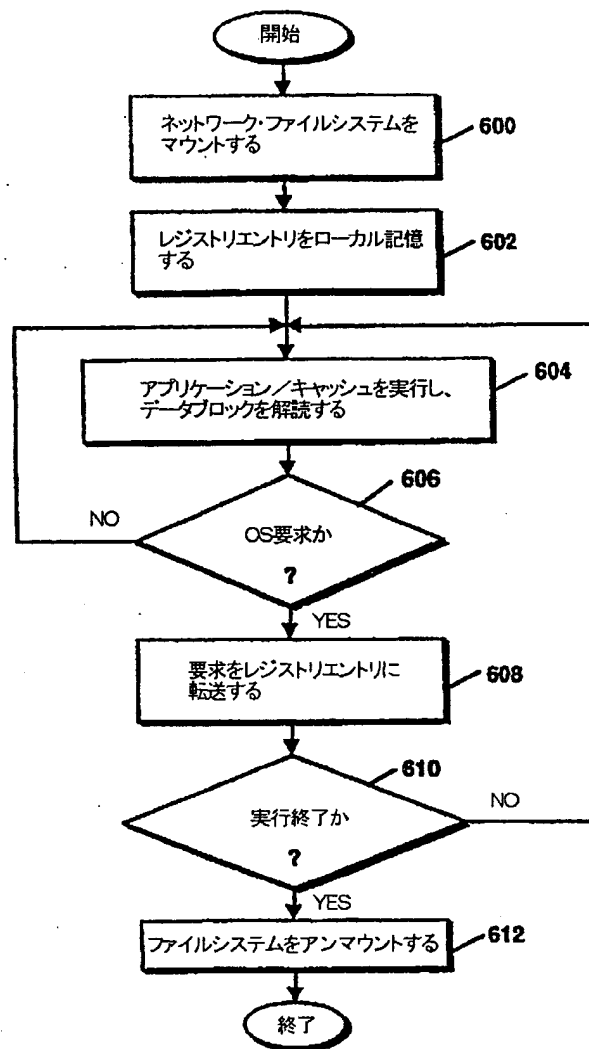 開始
ネットワーク・ファイルシステムを
マウントする
600
レジストリエントリをローカル記憶
する
602
アプリケーション／キャッシュを実行し、
データブロックを解読する
604
606
NO
OS要求か
?
YES
要求をレジストリエントリに
転送する
608
610
実行終了か
NO
?
YES
ファイルシステムをアンマウントする
612
終了